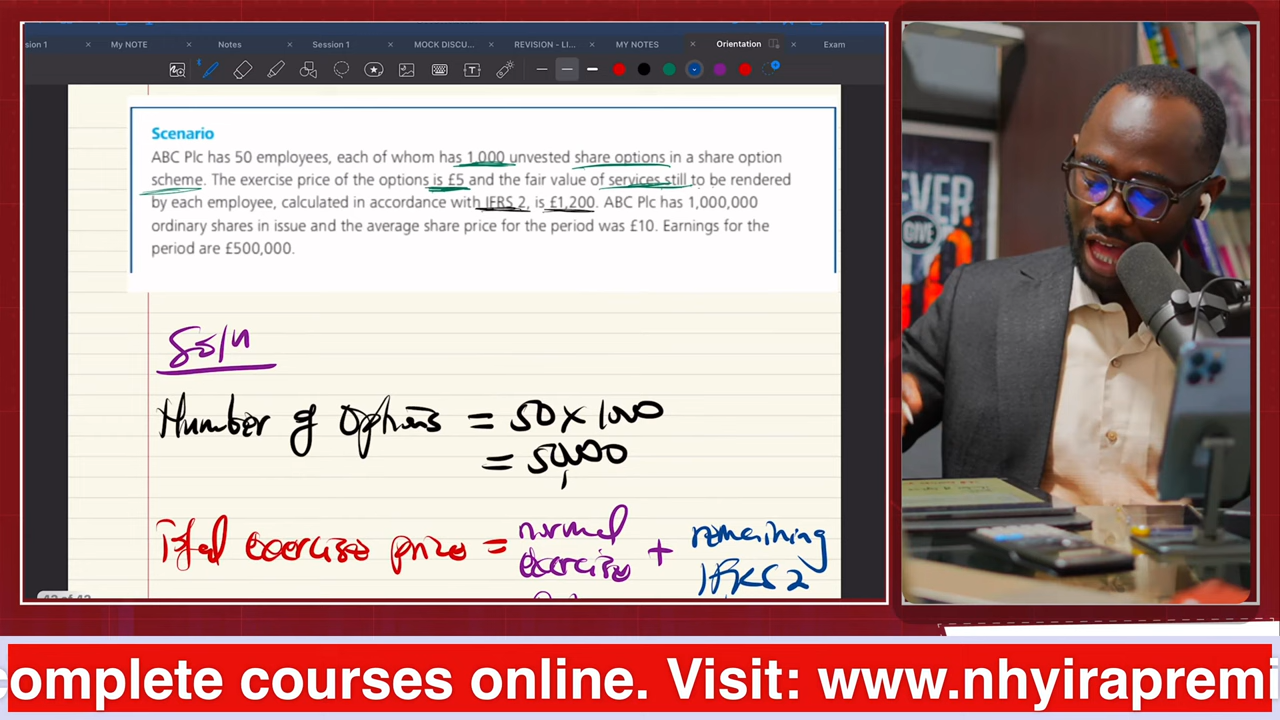 sion 1 My NOTE Notes Session 1 MOCK DISCU... REVISION - LI... MY NOTES Orientation Exam
Scenario
ABC Plc has 50 employees, each of whom has 1,000 unvested share options in a share option
scheme. The exercise price of the options is £5 and the fair value of services still to be rendered
by each employee, calculated in accordance with IFRS 2, is £1,200. ABC Plc has 1,000,000
ordinary shares in issue and the average share price for the period was £10. Earnings for the
period are £500,000.
Soln
Number of Options = 50 x 1000
= 50,000
Total exercise price = normal exercise + remaining IFRS 2
NEVER
GIVE
omplete courses online. Visit: www.nhyirapremi